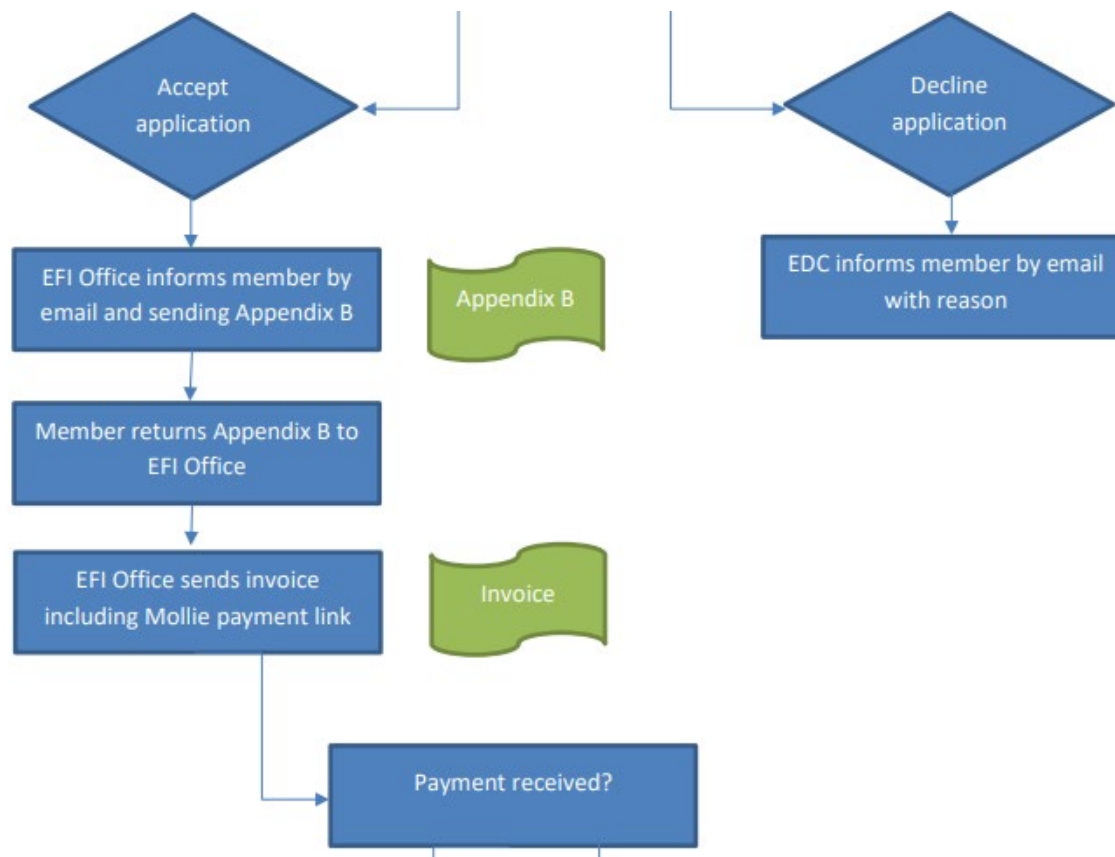 Accept
application
Decline
application
EFI Office informs member by
email and sending Appendix B
Appendix B
EDC informs member by email
with reason
Member returns Appendix B to
EFI Office
EFI Office sends invoice
including Mollie payment link
Invoice
Payment received?